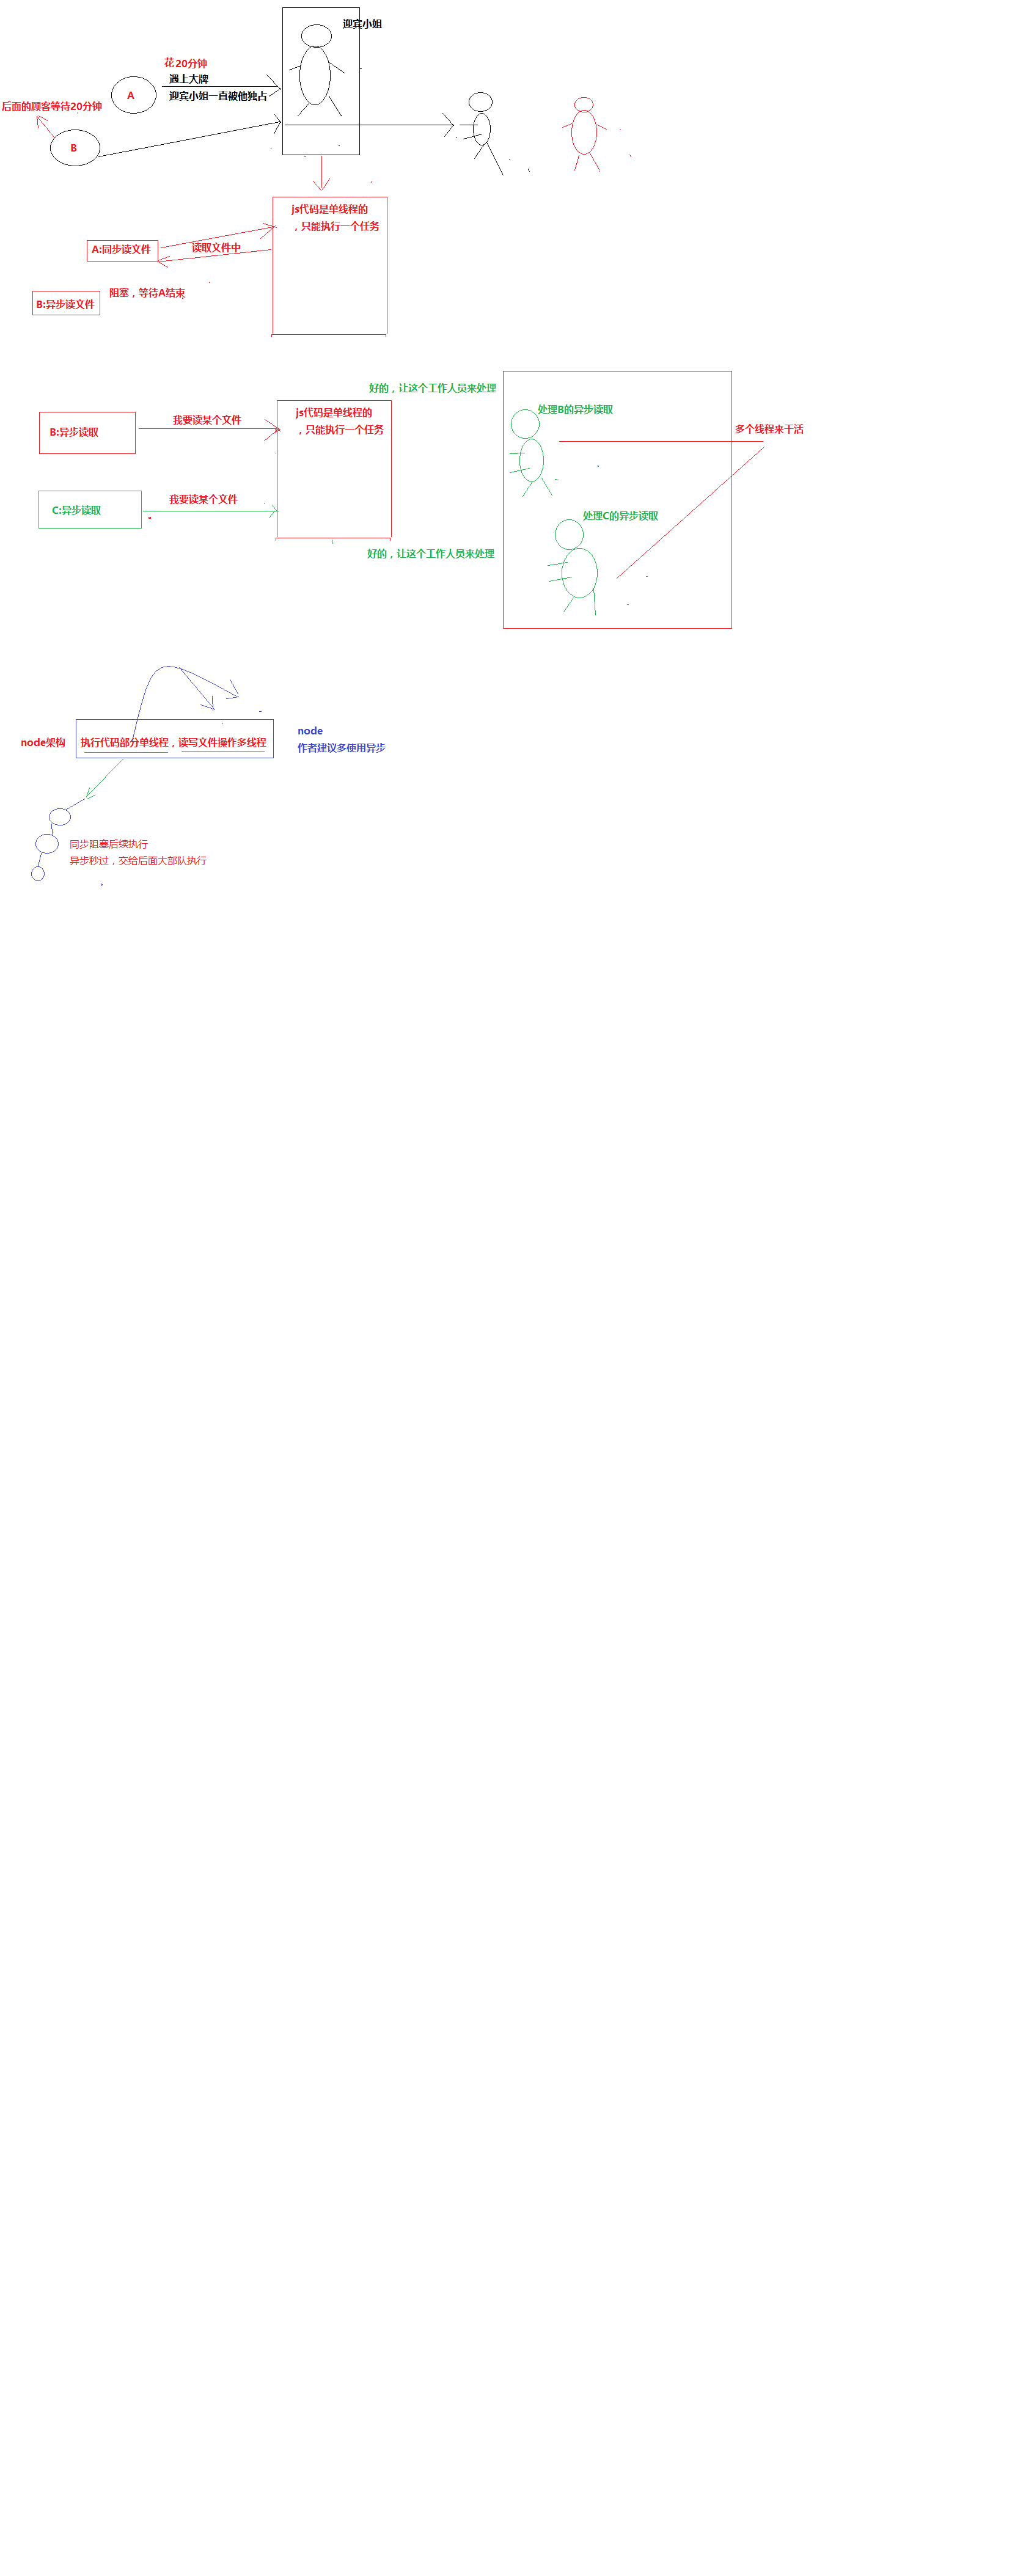 迎宾小姐
花20分钟
遇上大牌
A
迎宾小姐一直被他独占
后面的顾客等待20分钟
B
js代码是单线程的
，只能执行一个任务
A:同步读文件
读取文件中
阻塞，等待A结束
B:异步读文件
好的，让这个工作人员来处理
处理B的异步读取
js代码是单线程的
，只能执行一个任务
我要读某个文件
B:异步读取
多个线程来干活
我要读某个文件
C:异步读取
处理C的异步读取
好的，让这个工作人员来处理
node
node架构
执行代码部分单线程，读写文件操作多线程
作者建议多使用异步
同步阻塞后续执行
异步秒过，交给后面大部队执行